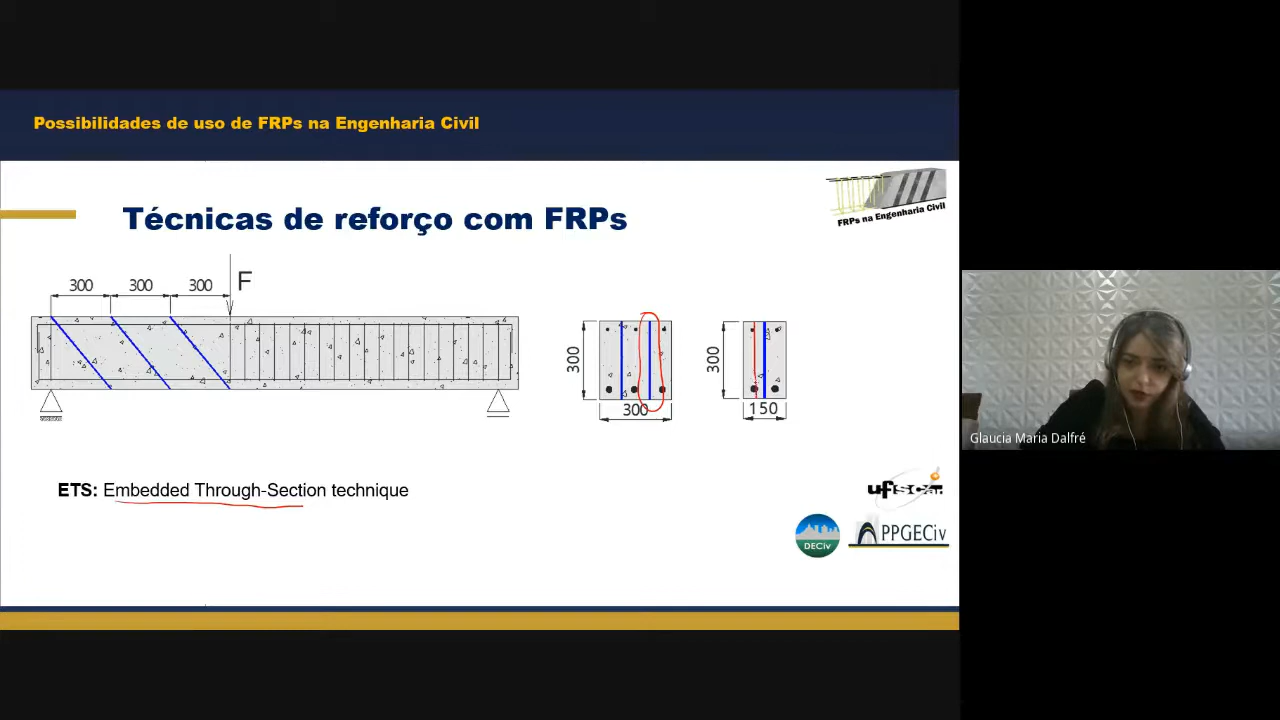 Possibilidades de uso de FRPs na Engenharia Civil
FRPs na Engenharia Civil
Técnicas de reforço com FRPs
300 300 300 F
300
300
300
150
Glaucia Maria Dalfré
ETS: Embedded Through-Section technique
ufscar
DECiv
PPGECiv